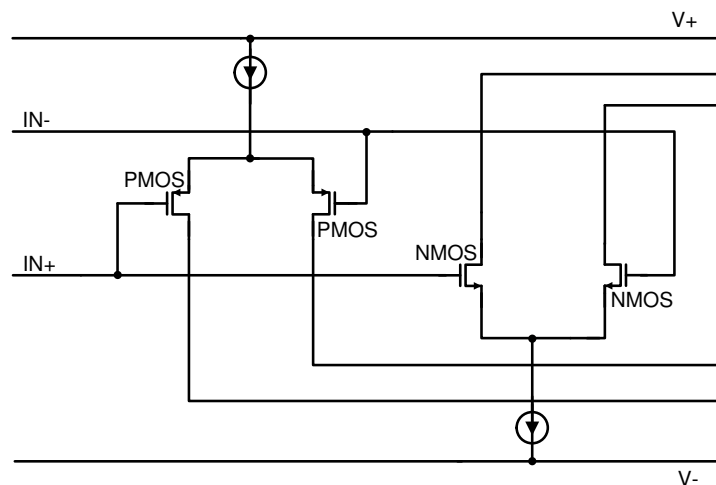 V+
IN-
PMOS
PMOS
NMOS
IN+
NMOS
V-